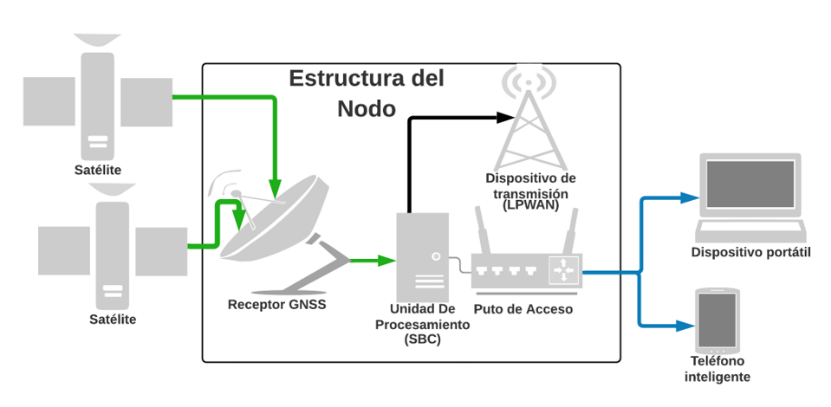 Estructura del
Nodo
Satélite
Satélite
Receptor GNSS
Unidad De
Procesamiento
(SBC)
Dispositivo de
transmisión
(LPWAN)
Puto de Acceso
Dispositivo portátil
Teléfono
inteligente